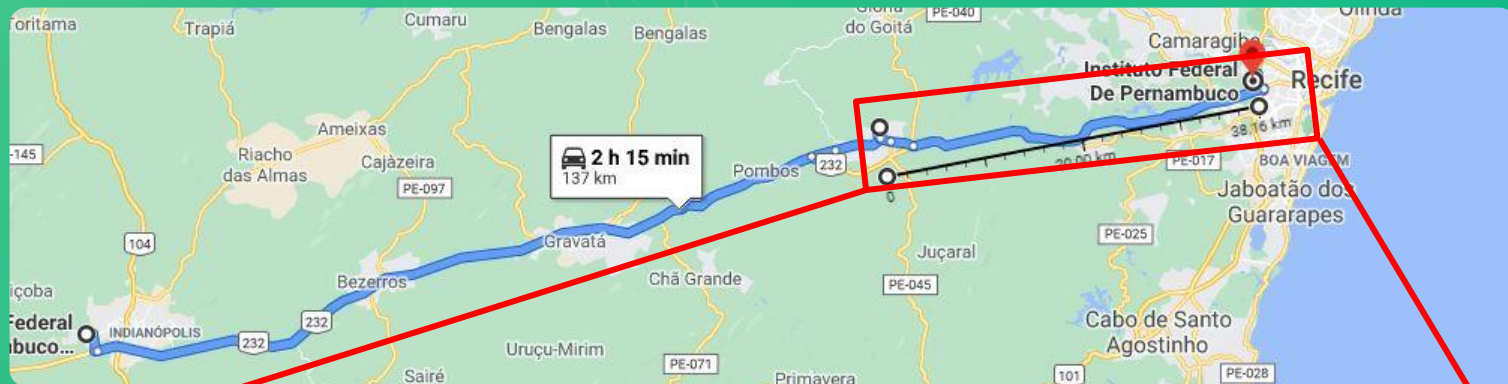 oritama
Trapiá
Cumaru
Bengalas
Bengalas
Glória
do Goitá
PE-040
Olinda
Camaragibe
Instituto Federal
De Pernambuco
Recife
-145
Riacho
das Almas
Ameixas
Cajàzeira
PE-097
2 h 15 min
137 km
Pombos
232
0
20.00 km
38.16 km
PE-017
BOA VIAGEM
Jaboatão dos
Guararapes
104
Gravatá
Chã Grande
Juçaral
PE-025
PE-045
Bezerros
içoba
Federal
buco...
INDIANÓPOLIS
232
232
Uruçu-Mirim
Sairé
PE-071
Primavera
Cabo de Santo
Agostinho
101
PE-028